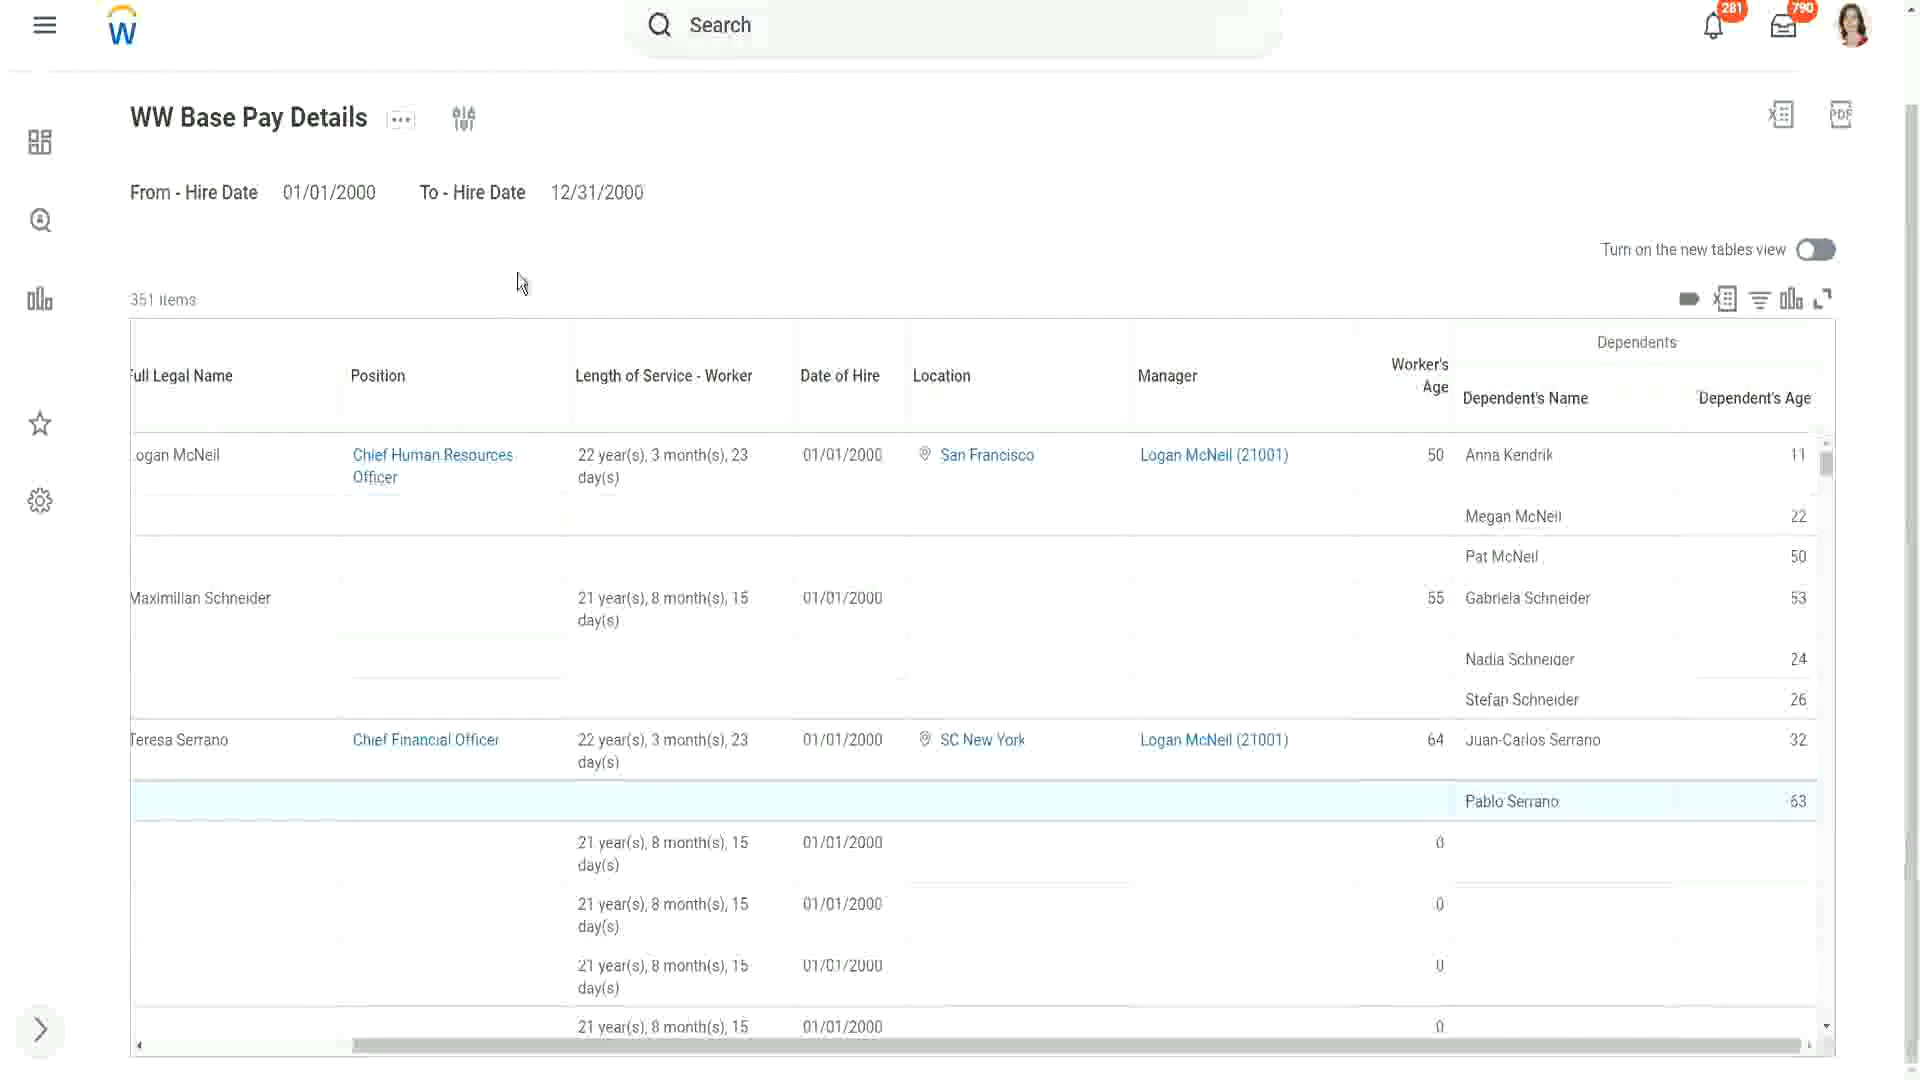 W
Search
281
790
WW Base Pay Details
PDF
From - Hire Date 01/01/2000 To - Hire Date 12/31/2000
Turn on the new tables view
351 items
Dependents
Full Legal Name Position Length of Service - Worker Date of Hire Location Manager Worker's Age Dependent's Name Dependent's Age
ogan McNeil Chief Human Resources 22 year(s), 3 month(s), 23 01/01/2000 San Francisco Logan McNeil (21001) 50 Anna Kendrik 11
Officer day(s)
Megan McNeil 22
Pat McNeil 50
Maximilian Schneider 21 year(s), 8 month(s), 15 01/01/2000 55 Gabriela Schneider 53
day(s)
Nadia Schneider 24
Stefan Schneider 26
Teresa Serrano Chief Financial Officer 22 year(s), 3 month(s), 23 01/01/2000 SC New York Logan McNeil (21001) 64 Juan-Carlos Serrano 32
day(s)
Pablo Serrano 63
21 year(s), 8 month(s), 15 01/01/2000 0
day(s)
21 year(s), 8 month(s), 15 01/01/2000 0
day(s)
21 year(s), 8 month(s), 15 01/01/2000 0
day(s)
21 year(s), 8 month(s), 15 01/01/2000 0